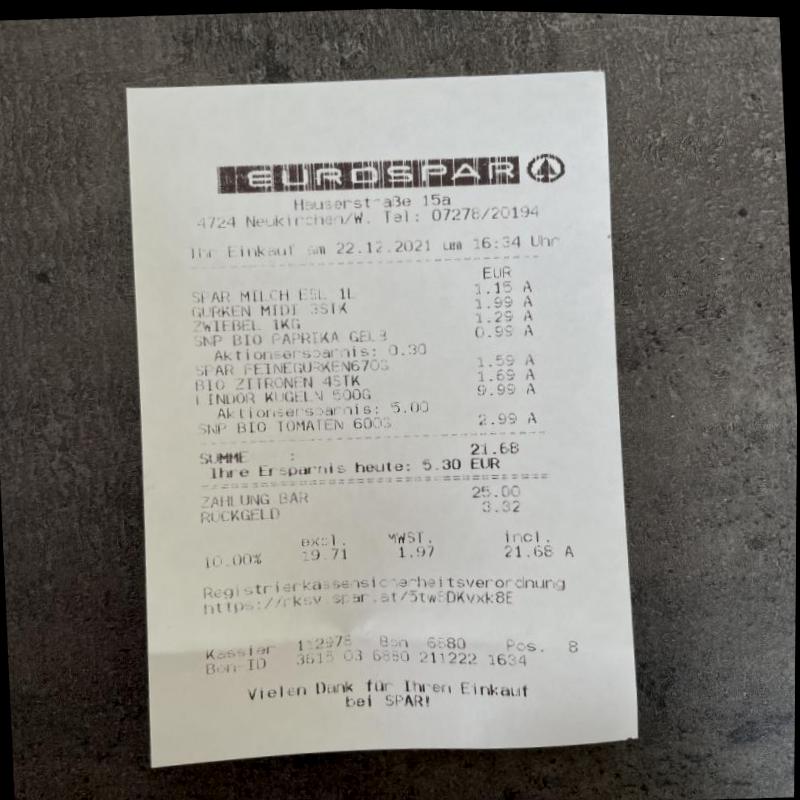 EUROSPAR
Hauserstraße 15a
4724 Neukirchen/W. Tel: 07278/20194
Ihr Einkauf am 22.12.2021 um 16:34 Uhr
EUR
SPAR MILCH ESL 1L 1.15 A
GURKEN MIDI 3STK 1.99 A
ZWIEBEL 1KG 1.29 A
SNP BIO PAPRIKA GELB 0.99 A
Aktionsersparnis: 0.30
SPAR FEINEGURKEN670G 1.59 A
BIO ZITRONEN 4STK 1.69 A
LINDOR KUGELN 500G 9.99 A
Aktionsersparnis: 5.00
SNP BIO TOMATEN 600G 2.99 A
SUMME : 21.68
Ihre Ersparnis heute: 5.30 EUR
ZAHLUNG BAR 25.00
RÜCKGELD 3.32
excl. MWST. incl.
10.00% 19.71 1.97 21.68 A
Registrierkassensicherheitsverordnung
https://rksv.spar.at/5tw8DKvxk8E
Kassier 112978 Bon 6880 Pos. 8
Bon-ID 3615 03 6880 211222 1634
Vielen Dank für Ihren Einkauf
bei SPAR!